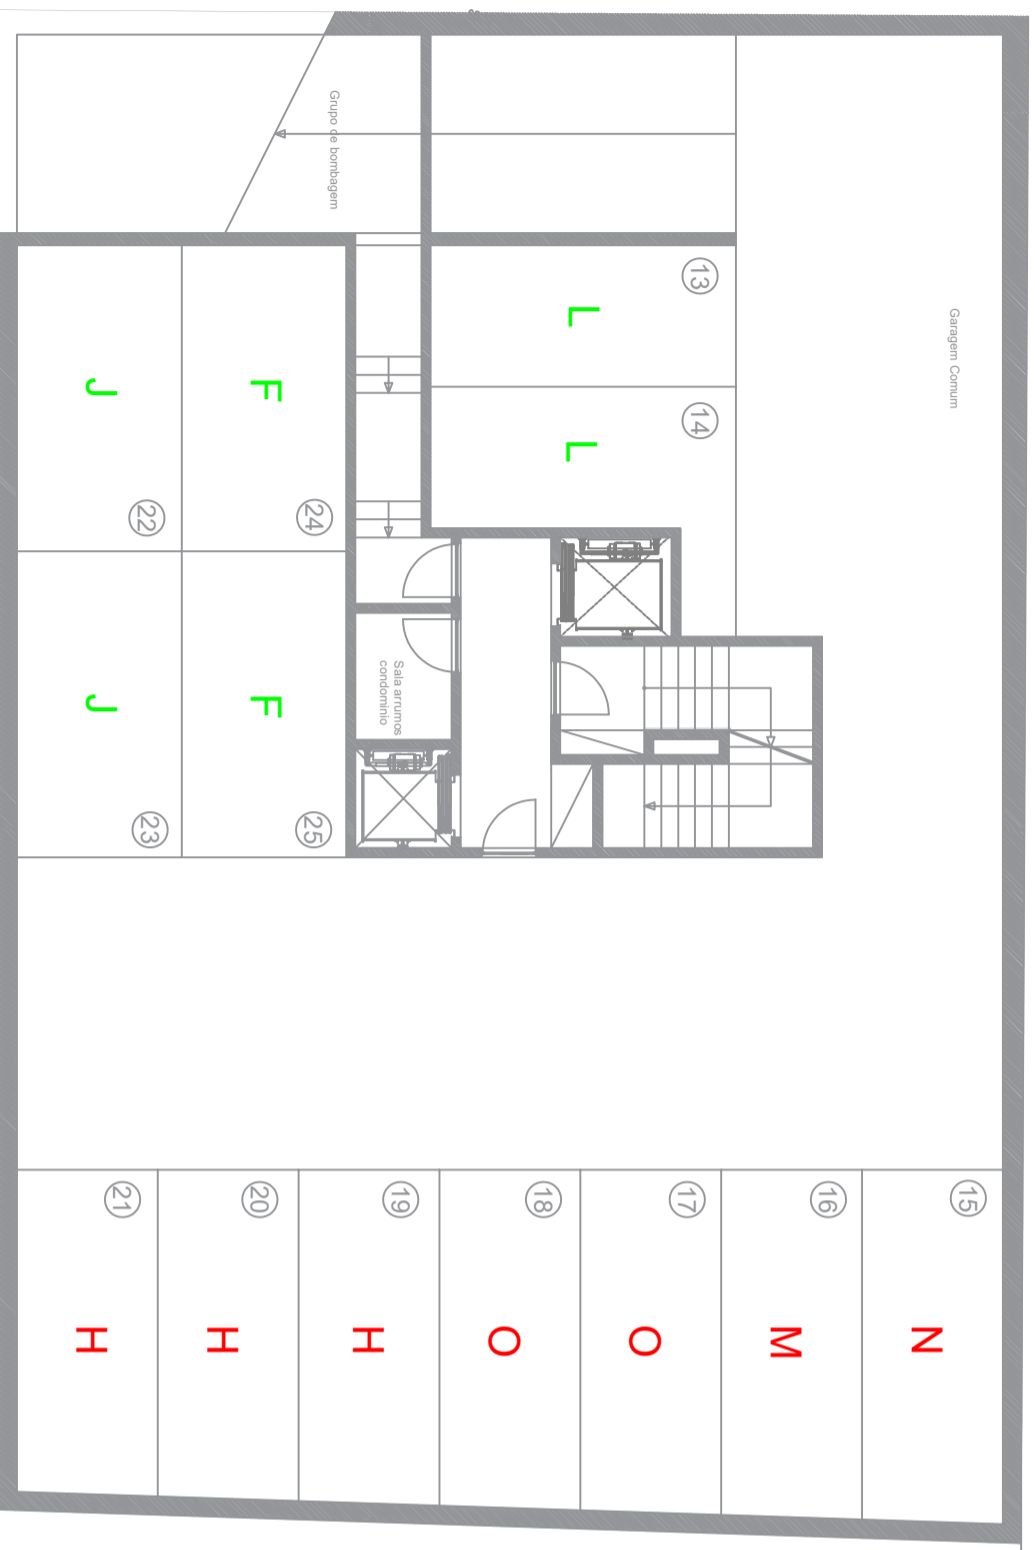 Grupo de bombagem
Garagem Comum
13
L
14
L
J
F
22
24
J
F
23
25
Sala arrumos
condominio
15
N
16
M
17
O
18
O
19
H
20
H
21
H